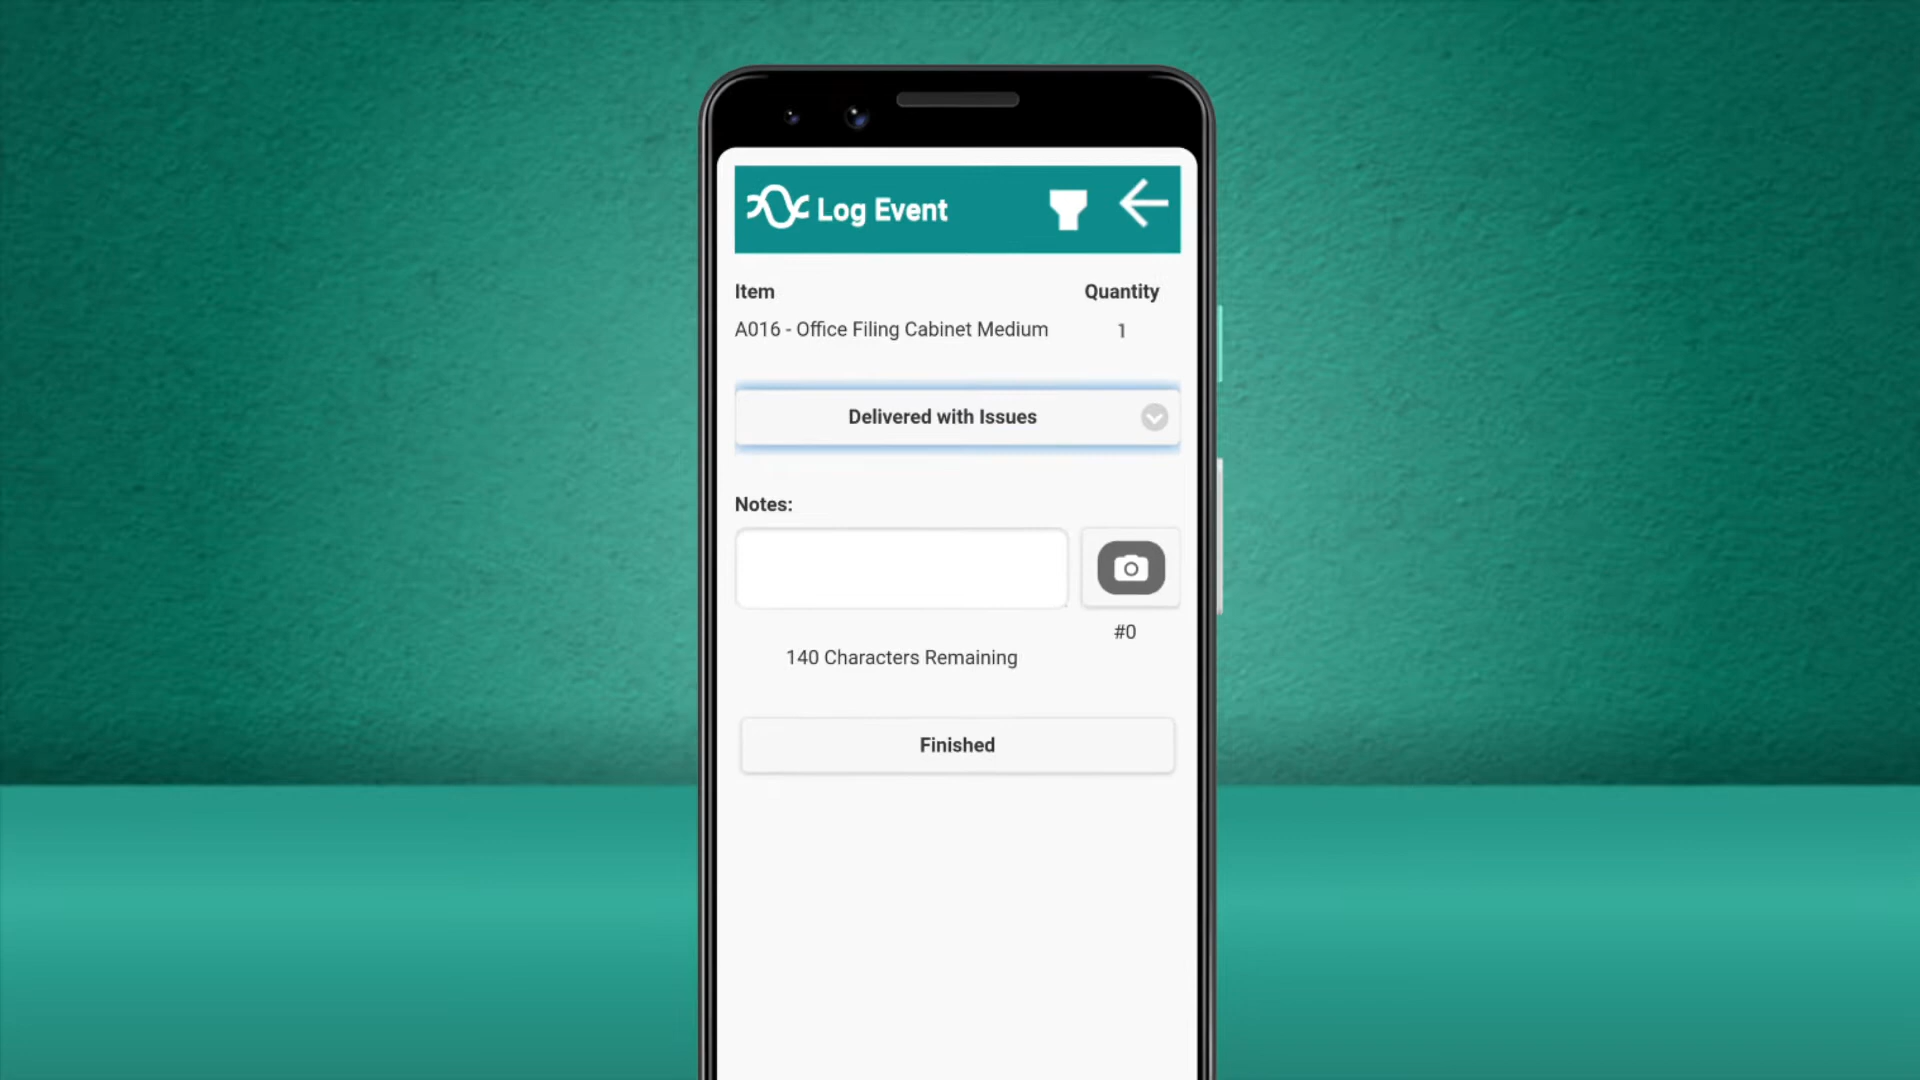 Log Event
Item Quantity
A016 - Office Filing Cabinet Medium 1
Delivered with Issues
Notes:
#0
140 Characters Remaining
Finished